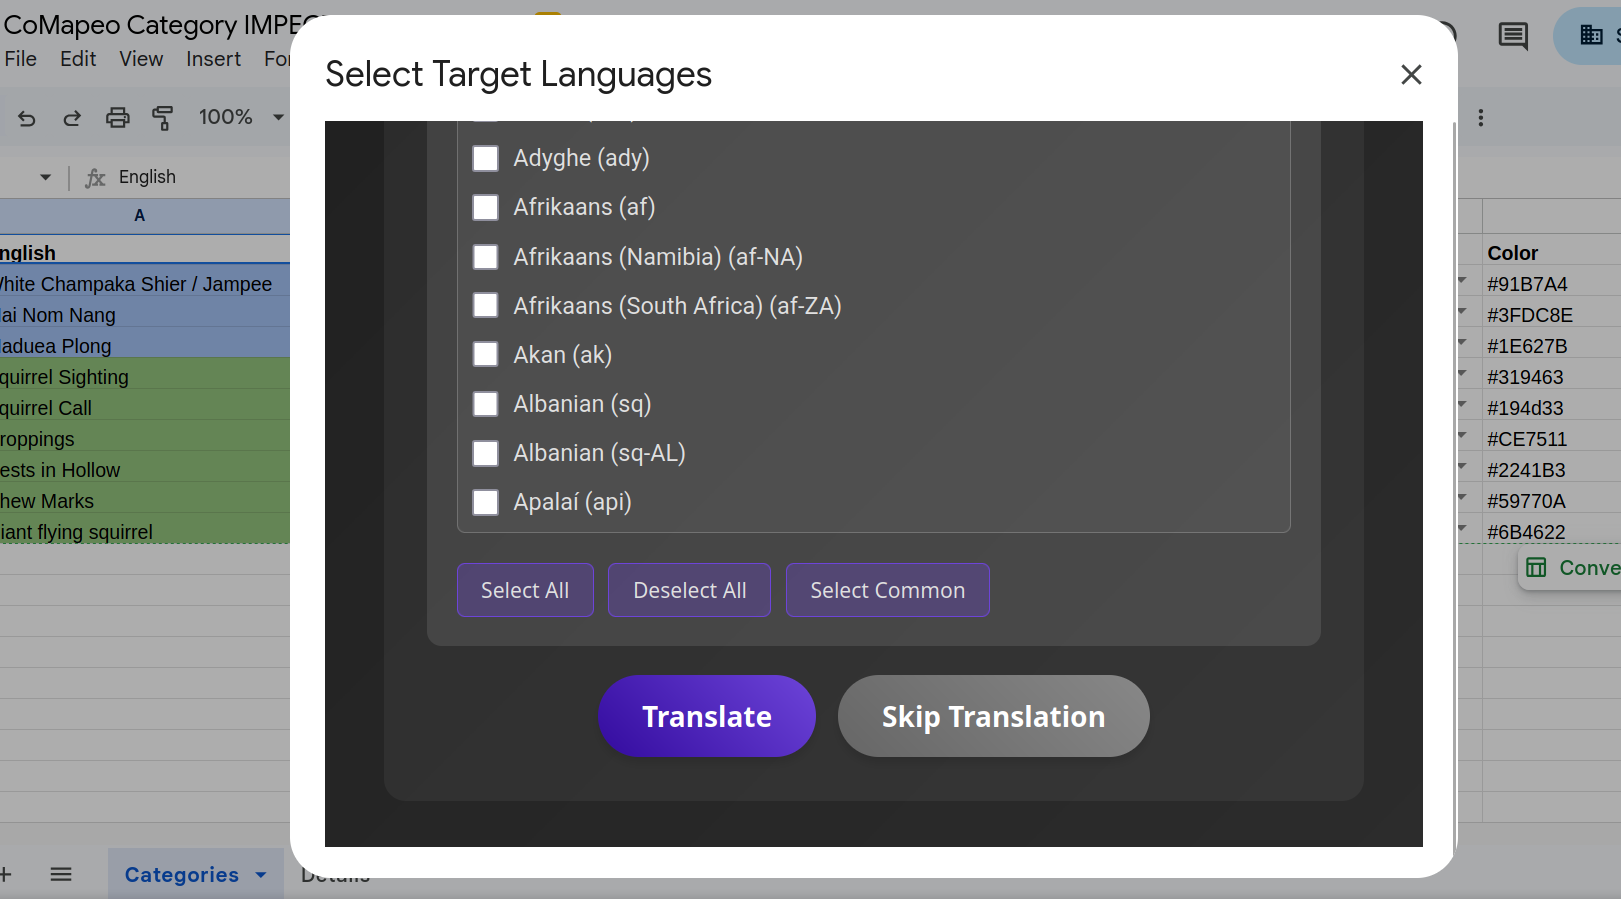 CoMapeo Category IMPEC
File Edit View Insert For
Select Target Languages
100%
English
A
nglish
Color
hite Champaka Shier / Jampee
#91B7A4
ai Nom Nang
#3FDC8E
aduea Plong
#1E627B
quirrel Sighting
#319463
quirrel Call
#194d33
roppings
#CE7511
ests in Hollow
#2241B3
hew Marks
#59770A
iant flying squirrel
#6B4622
Adyghe (ady)
Afrikaans (af)
Afrikaans (Namibia) (af-NA)
Afrikaans (South Africa) (af-ZA)
Akan (ak)
Albanian (sq)
Albanian (sq-AL)
Apalaí (api)
Select All Deselect All Select Common
Conve
Translate Skip Translation
Categories Details